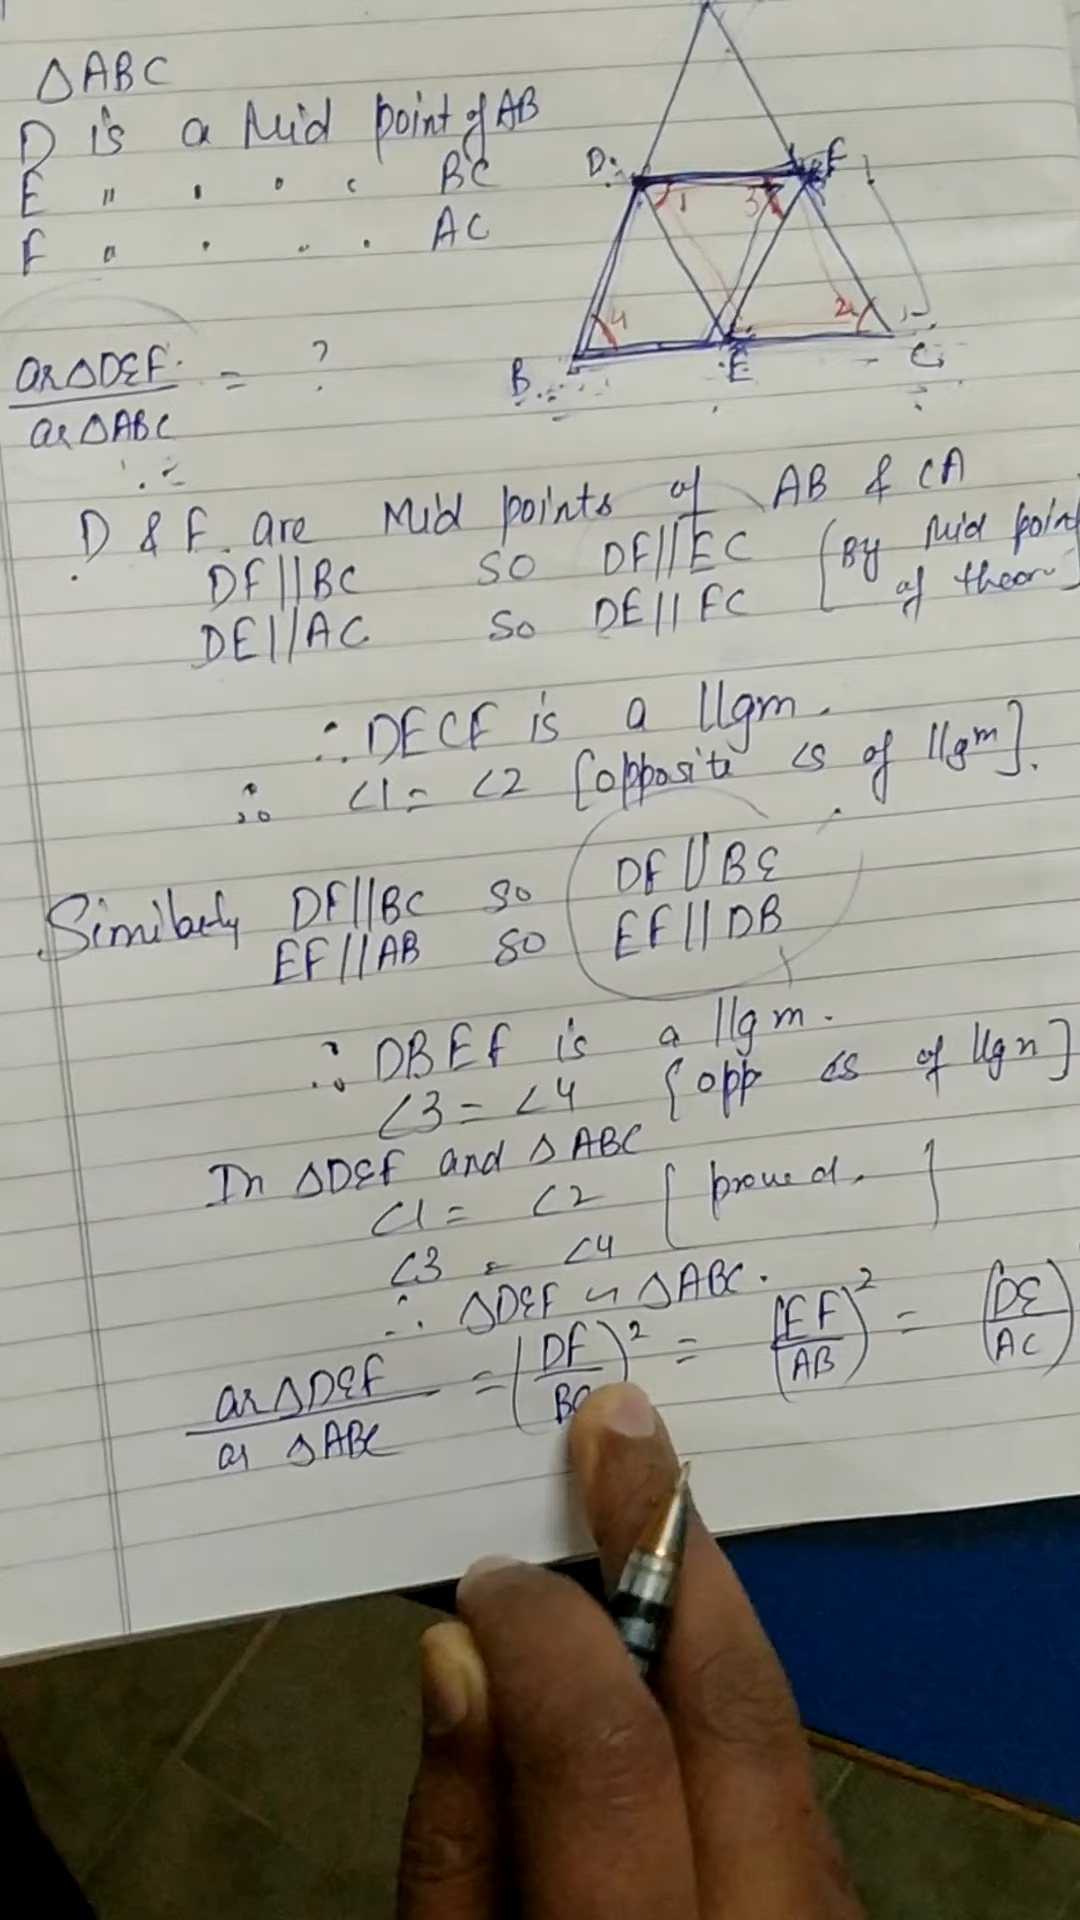 △ABC
D is a Mid point of AB
E " . . . BC
F " . . . AC
D F
1 3
4 2
B E C
ar△DEF = ?
ar△ABC
D & F are Mid points of AB & CA
DF||BC so DF||EC [By Mid point
DE||AC so DE||FC of theor]
∴ DECF is a ||gm.
∴ ∠1 = ∠2 [opposite ∠s of ||gm].
Similarly DF||BC so DF||BE
EF||AB so EF||DB
∴ DBEF is a ||gm.
∠3 = ∠4 [opp ∠s of ||gm]
In △DEF and △ABC
∠1 = ∠2 [proved.]
∠3 = ∠4
∴ △DEF ~ △ABC.
ar△DEF = (DF)² = (EF)² = (DE)
ar △ABC BC AB AC